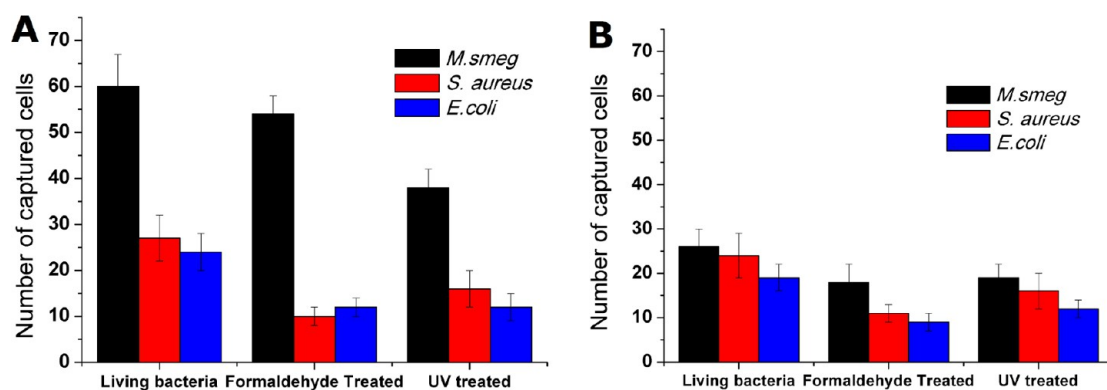 A
Number of captured cells
70
60
50
40
30
20
10
0
M.smeg
S. aureus
E.coli
Living bacteria Formaldehyde Treated UV treated
B
Number of captured cells
70
60
50
40
30
20
10
0
M.smeg
S. aureus
E.coli
Living bacteria Formaldehyde Treated UV treated